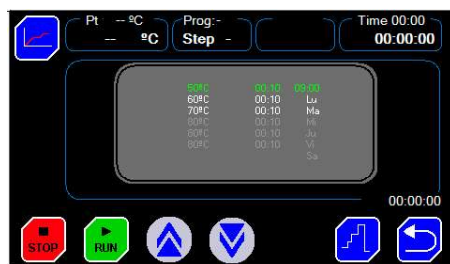 Pt -- ºC Prog:- Time 00:00
-- ºC Step - 00:00:00
50ºC 00:10 09:00
60ºC 00:10 Lu
70ºC 00:10 Ma
80ºC 00:10 Mi
80ºC 00:10 Ju
80ºC 00:10 Vi
Sa
00:00:00
STOP RUN